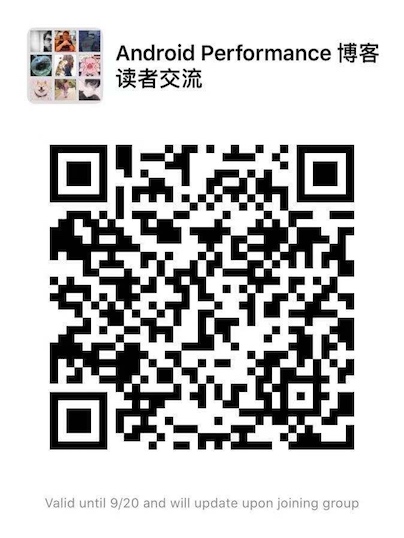 Android Performance 博客
读者交流
Valid until 9/20 and will update upon joining group